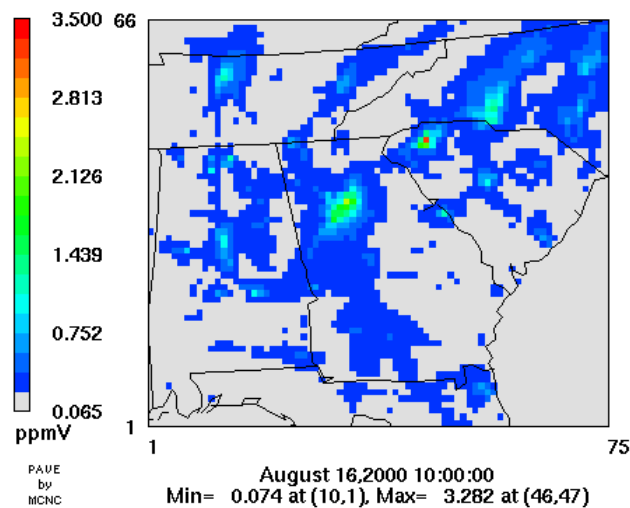 3.500
2.813
2.126
1.439
0.752
0.065
ppmV
PAVE
by
MCNC
66
1
1
75
August 16,2000 10:00:00
Min= 0.074 at (10,1), Max= 3.282 at (46,47)